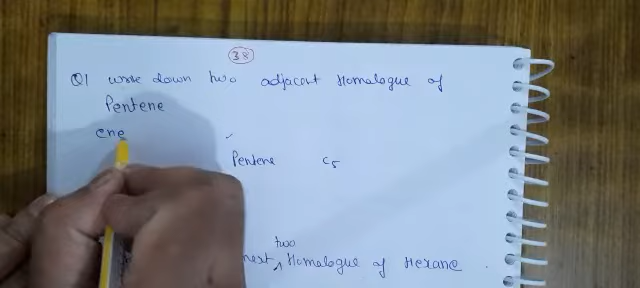 38
Q1 write down two adjacent Homologue of
Pentene
ene
Pentene C5
two
next ∧ Homologue of Hexane